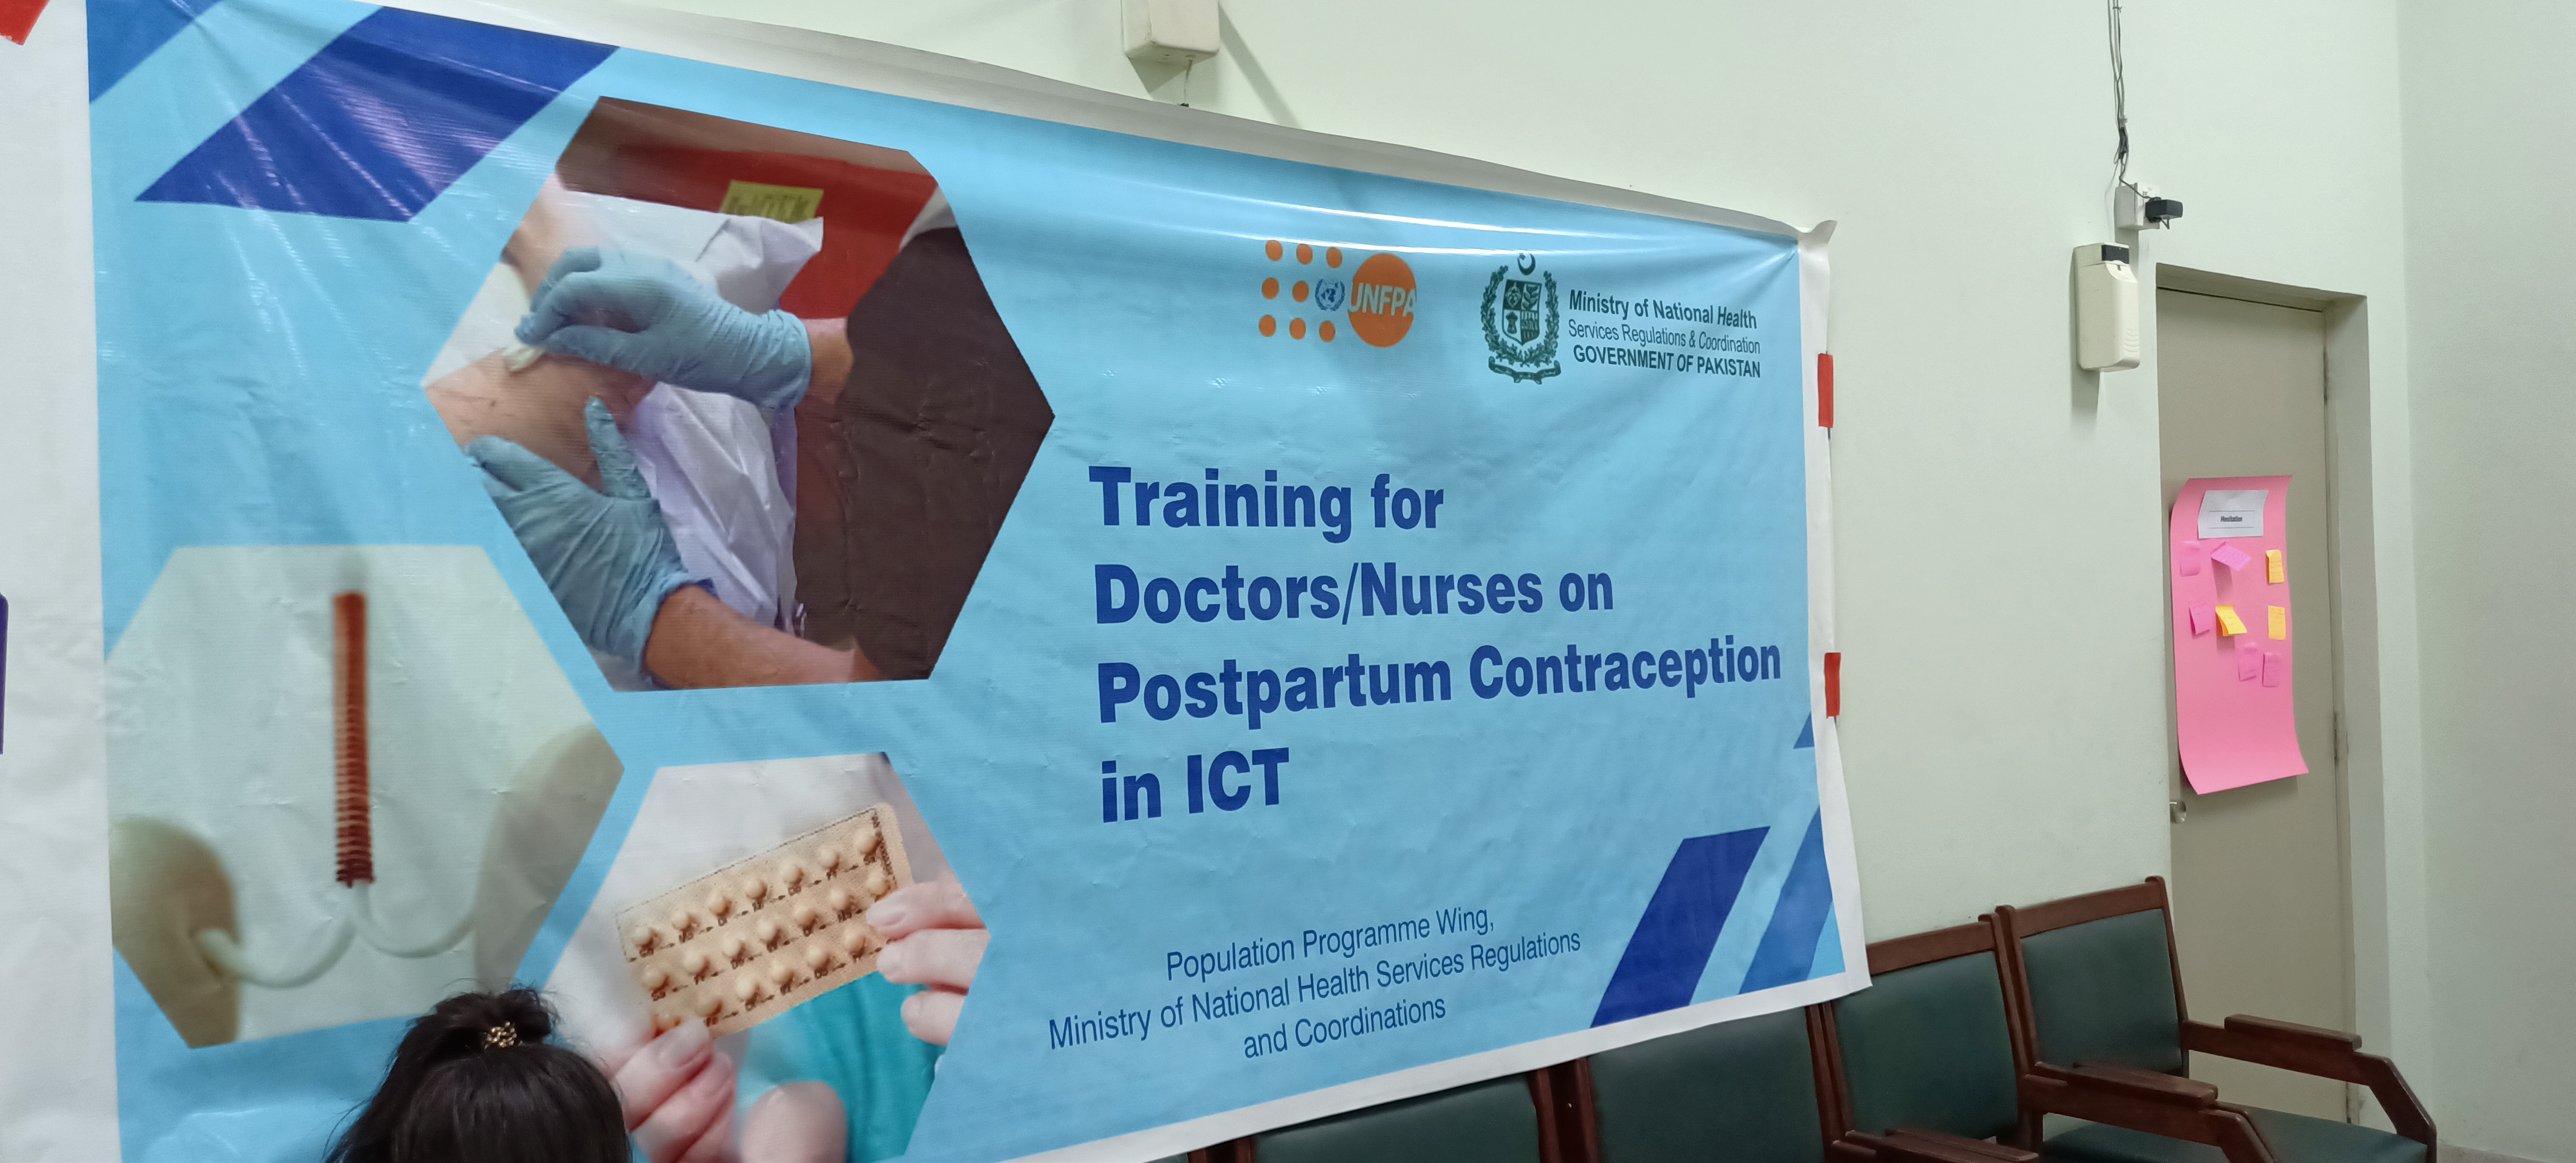 UNFPA
Ministry of National Health
Services Regulations & Coordination
GOVERNMENT OF PAKISTAN
Training for
Doctors/Nurses on
Postpartum Contraception
in ICT
Population Programme Wing,
Ministry of National Health Services Regulations
and Coordinations